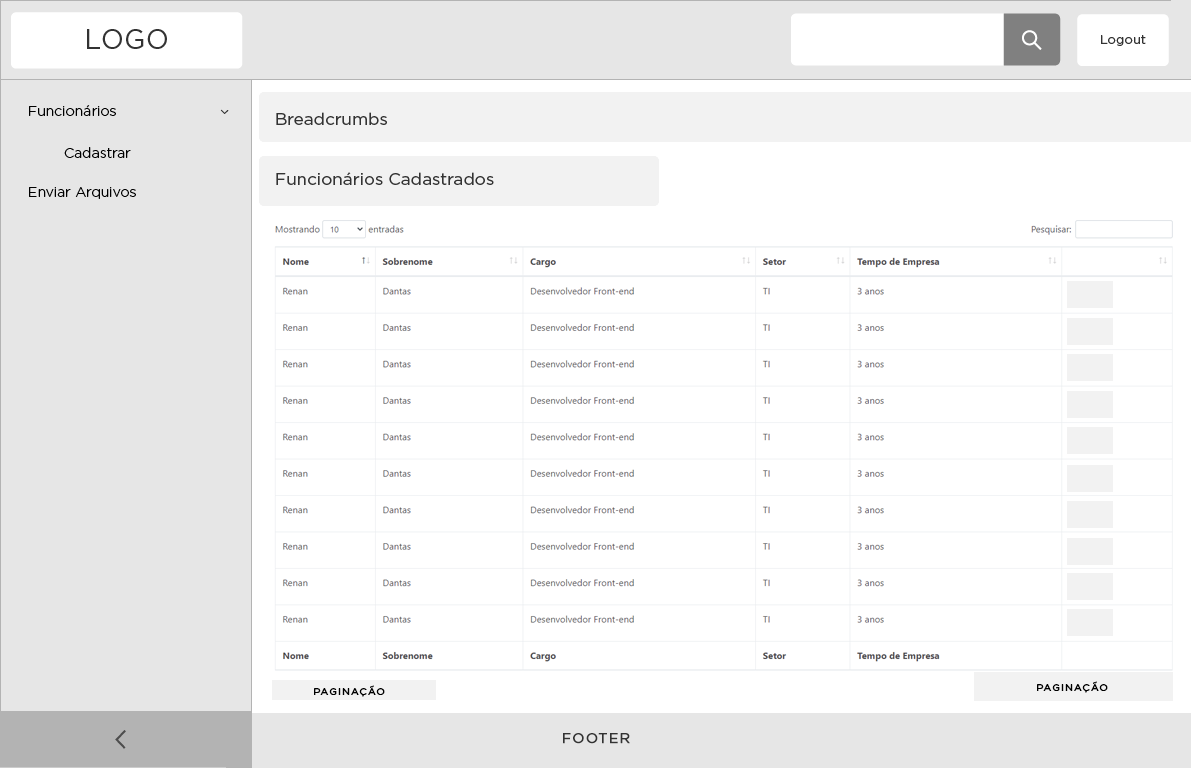 LOGO
Logout
Funcionários
Cadastrar
Enviar Arquivos
Breadcrumbs
Funcionários Cadastrados
Mostrando 10 entradas Pesquisar:
Nome Sobrenome Cargo Setor Tempo de Empresa
Renan Dantas Desenvolvedor Front-end TI 3 anos
Renan Dantas Desenvolvedor Front-end TI 3 anos
Renan Dantas Desenvolvedor Front-end TI 3 anos
Renan Dantas Desenvolvedor Front-end TI 3 anos
Renan Dantas Desenvolvedor Front-end TI 3 anos
Renan Dantas Desenvolvedor Front-end TI 3 anos
Renan Dantas Desenvolvedor Front-end TI 3 anos
Renan Dantas Desenvolvedor Front-end TI 3 anos
Renan Dantas Desenvolvedor Front-end TI 3 anos
Renan Dantas Desenvolvedor Front-end TI 3 anos
Nome Sobrenome Cargo Setor Tempo de Empresa
PAGINAÇÃO PAGINAÇÃO
FOOTER